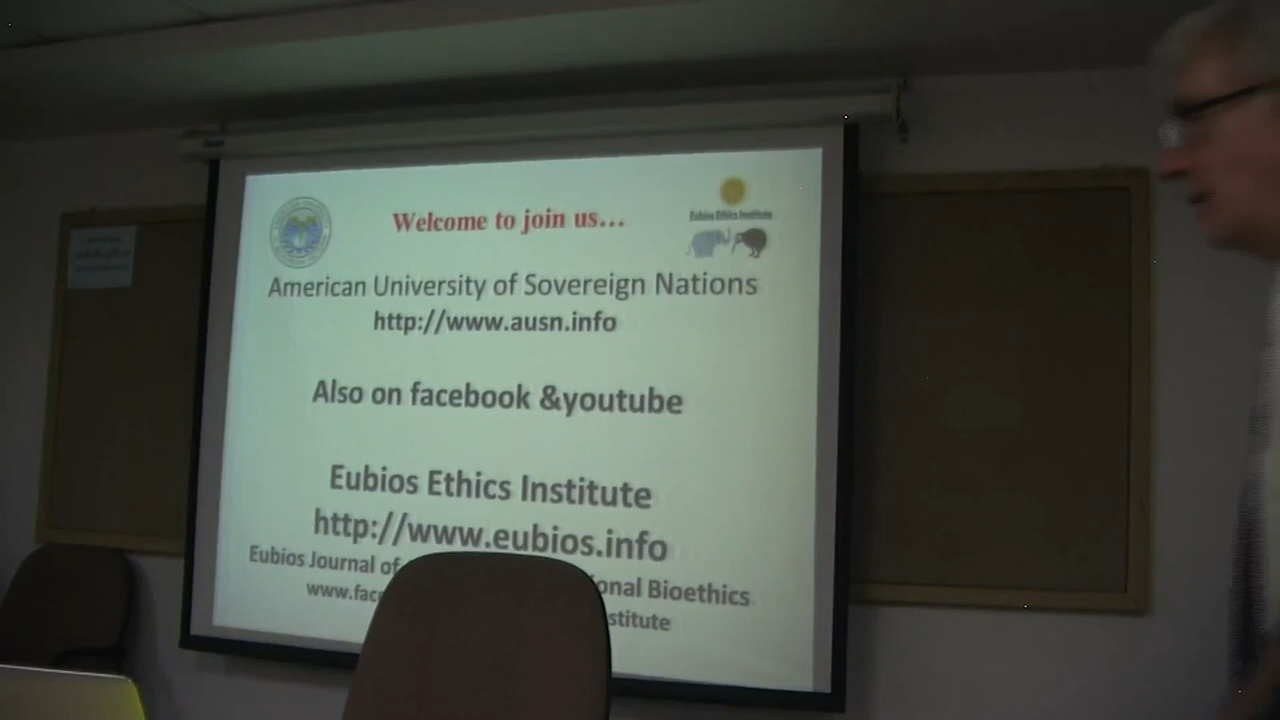 Welcome to join us...
Eubios Ethics Institute
American University of Sovereign Nations
http://www.ausn.info
Also on facebook &youtube
Eubios Ethics Institute
http://www.eubios.info
Eubios Journal of onal Bioethics
www.fac stitute